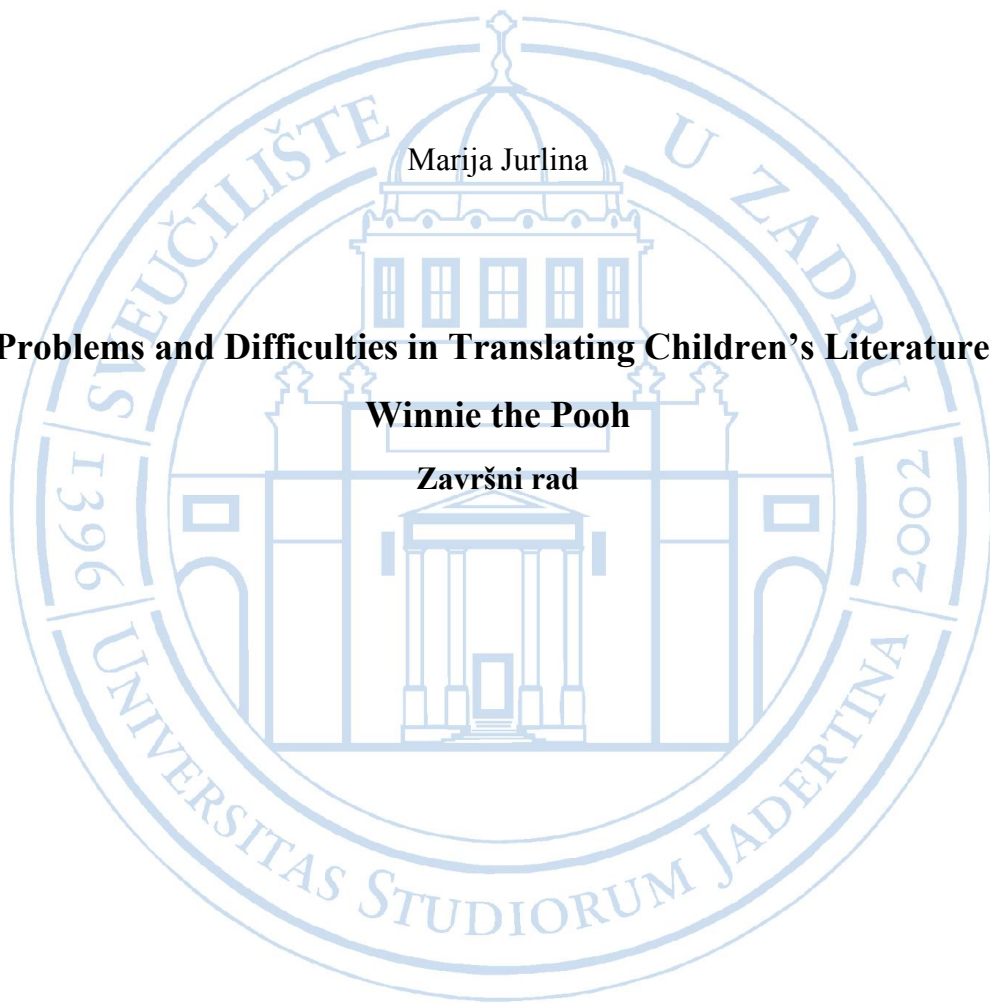 Marija Jurlina
Problems and Difficulties in Translating Children's Literature
Winnie the Pooh
Završni rad
SVEUČILIŠTE U ZADRU
1396
2002
UNIVERSITAS STUDIORUM JADERTINA